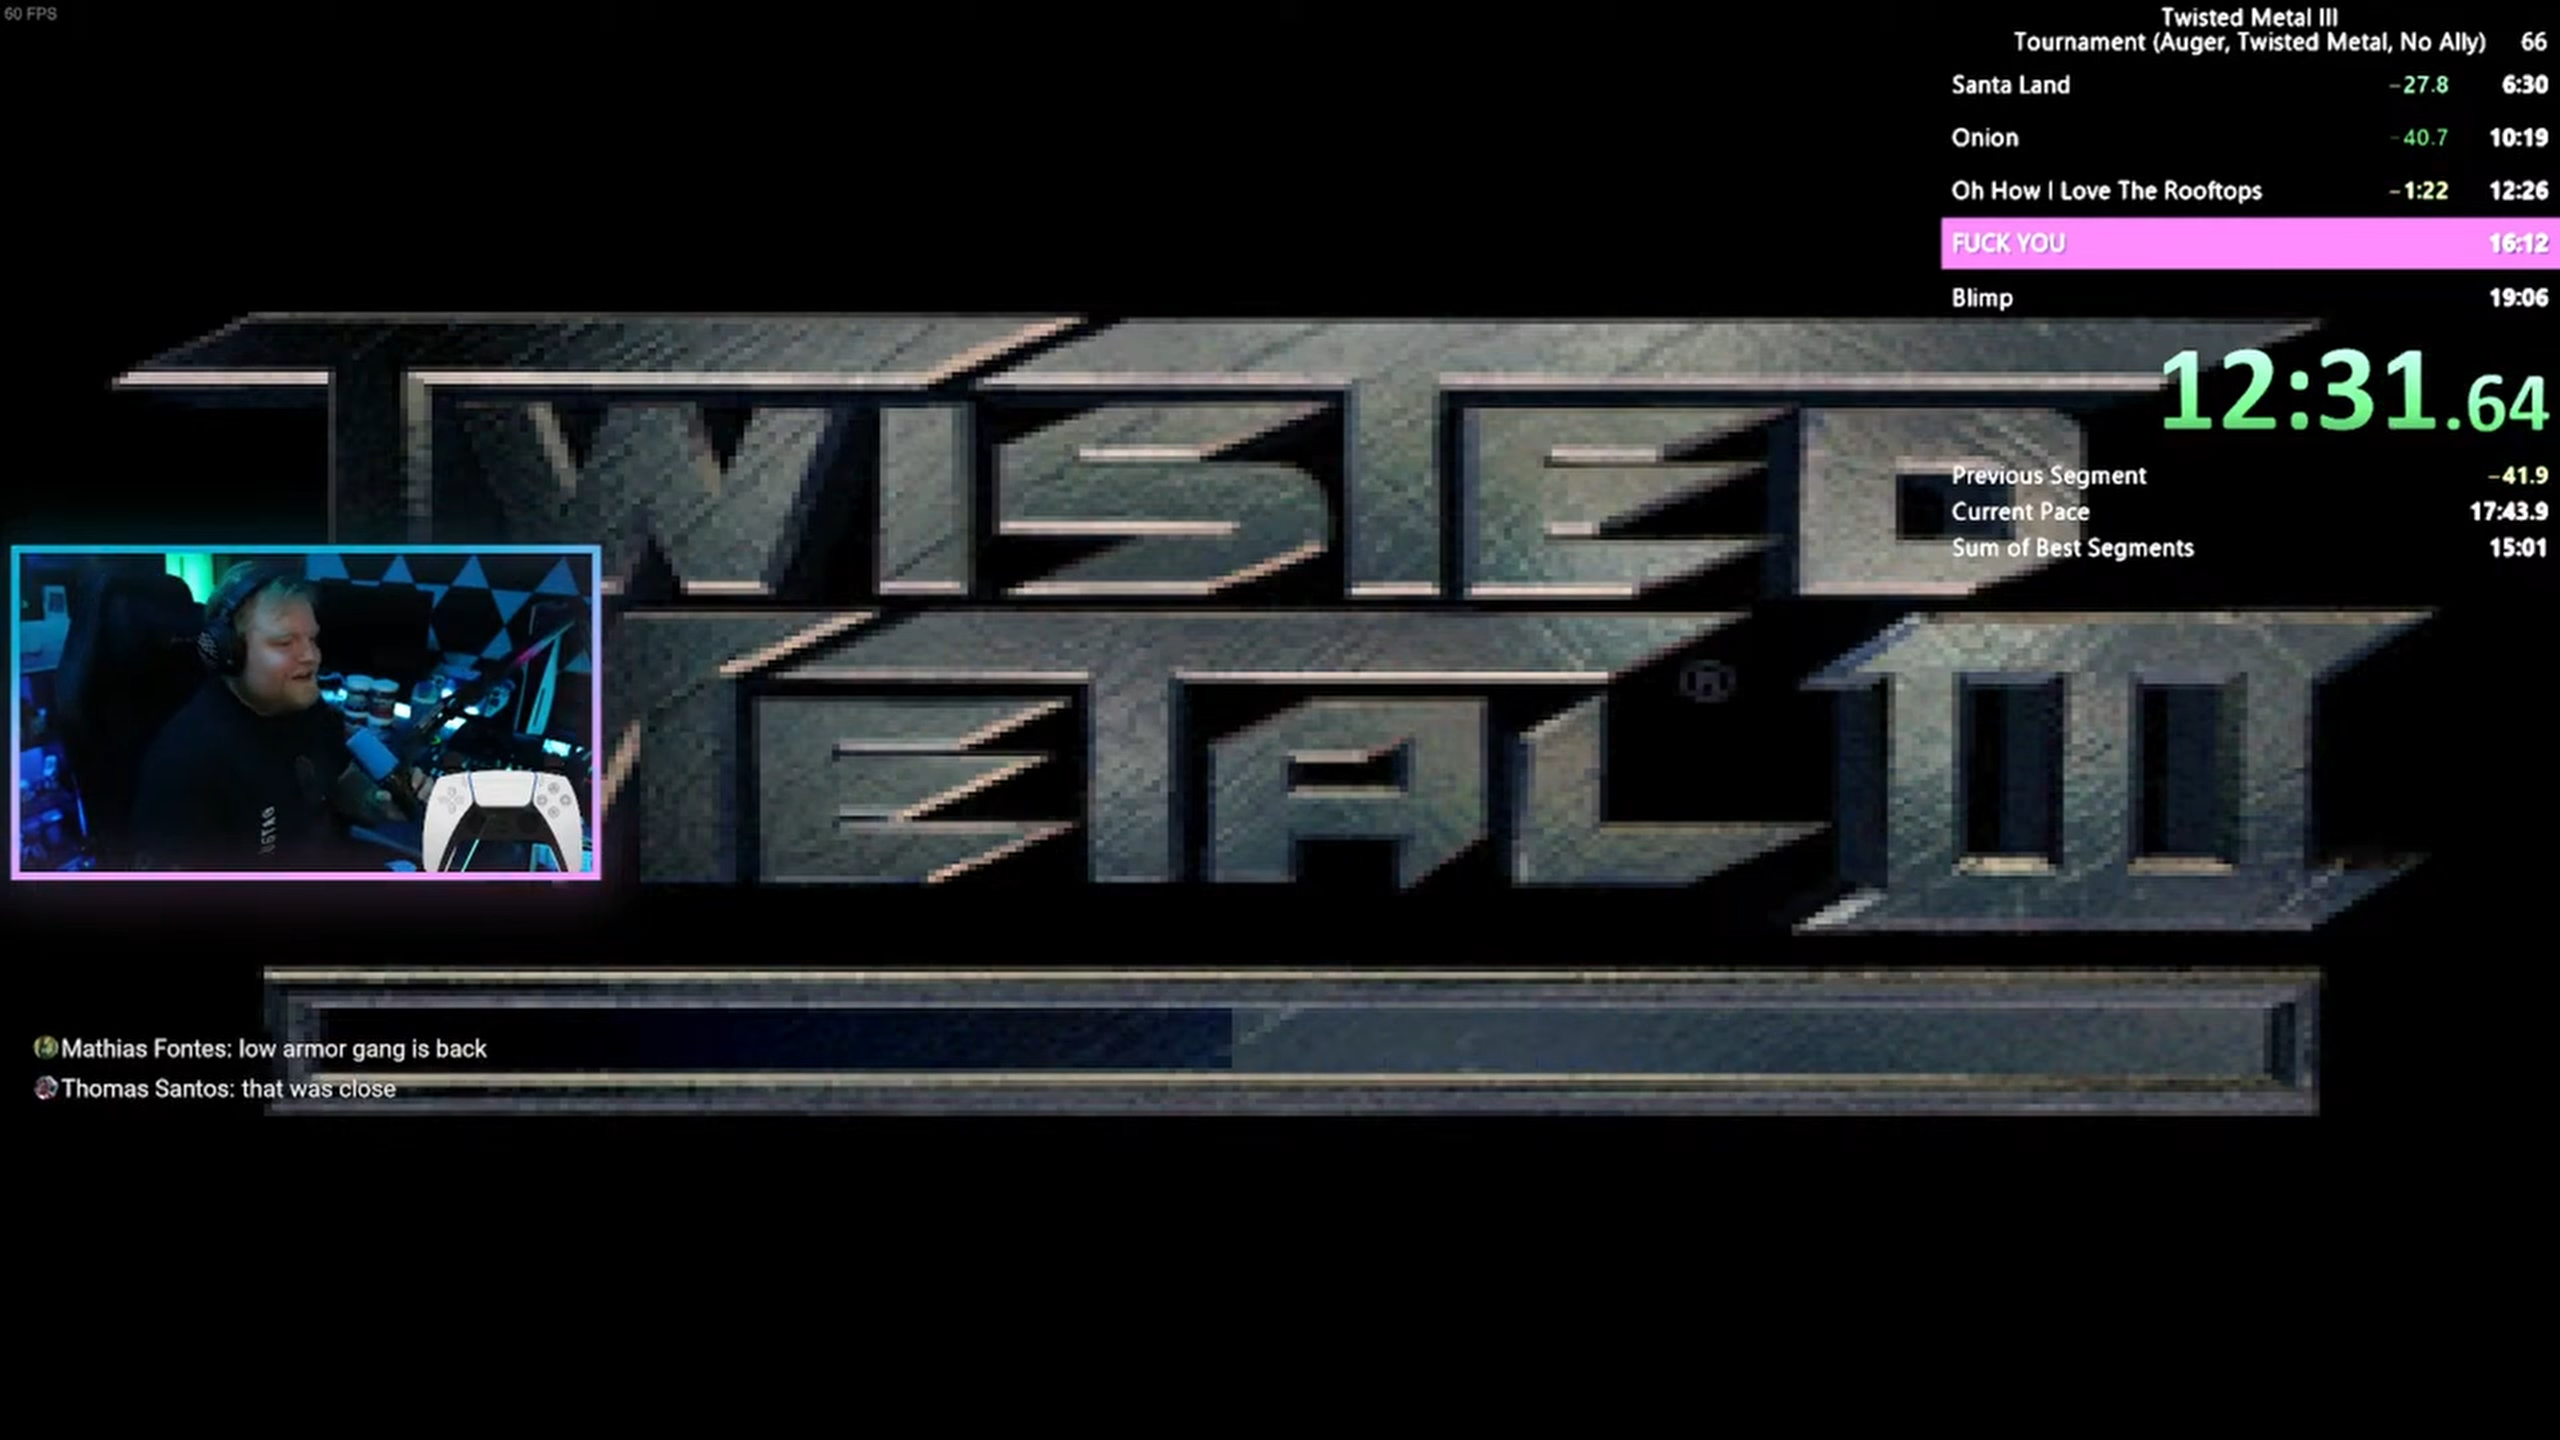 60 FPS
Twisted Metal III
Tournament (Auger, Twisted Metal, No Ally) 66
Santa Land -27.8 6:30
Onion -40.7 10:19
Oh How I Love The Rooftops -1:22 12:26
FUCK YOU 16:12
Blimp 19:06
12:31.64
Previous Segment -41.9
Current Pace 17:43.9
Sum of Best Segments 15:01
TWISTED
METAL III
®
Mathias Fontes: low armor gang is back
Thomas Santos: that was close